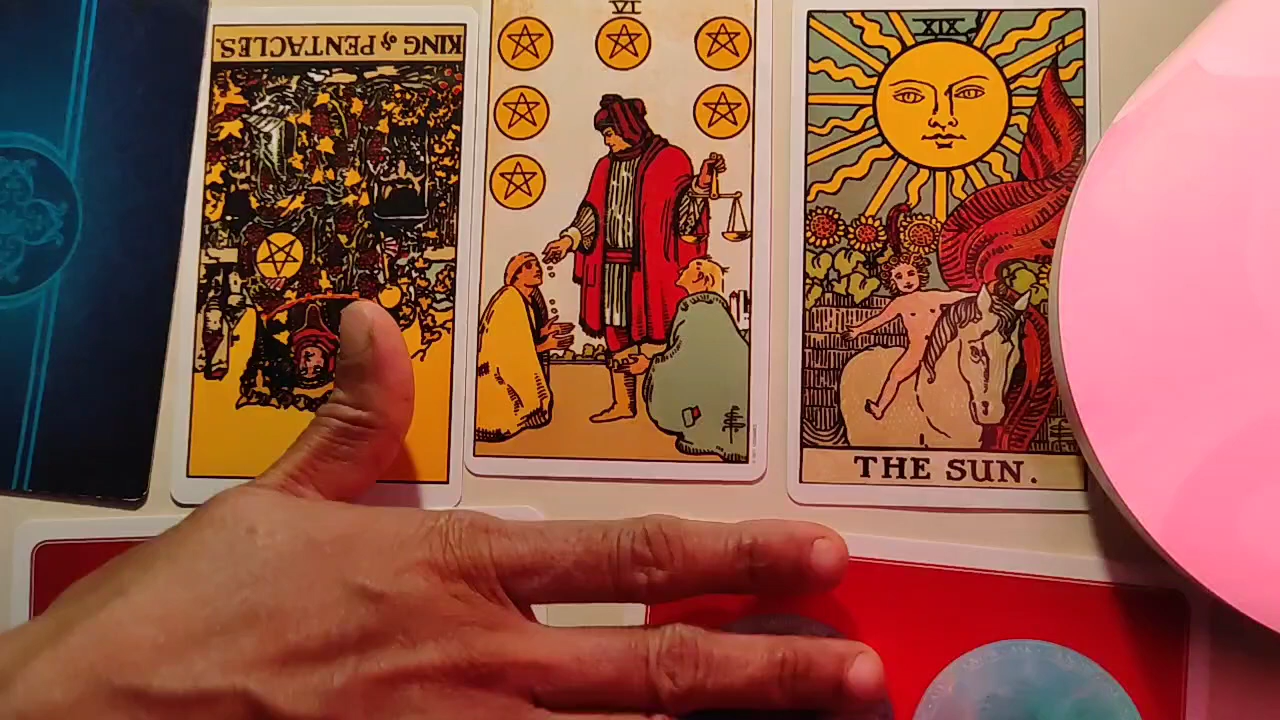 KING of PENTACLES.
VI
XIX
THE SUN.